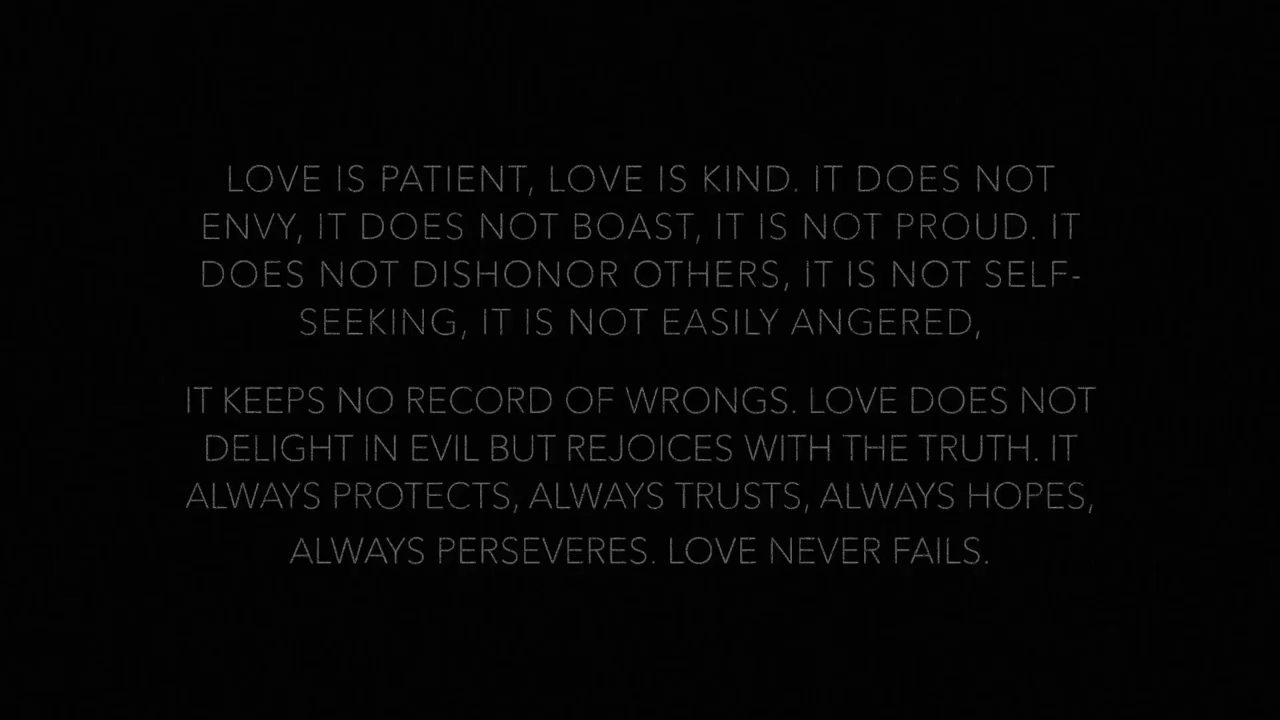 LOVE IS PATIENT, LOVE IS KIND. IT DOES NOT
ENVY, IT DOES NOT BOAST, IT IS NOT PROUD. IT
DOES NOT DISHONOR OTHERS, IT IS NOT SELF-
SEEKING, IT IS NOT EASILY ANGERED,
IT KEEPS NO RECORD OF WRONGS. LOVE DOES NOT
DELIGHT IN EVIL BUT REJOICES WITH THE TRUTH. IT
ALWAYS PROTECTS, ALWAYS TRUSTS, ALWAYS HOPES,
ALWAYS PERSEVERES. LOVE NEVER FAILS.